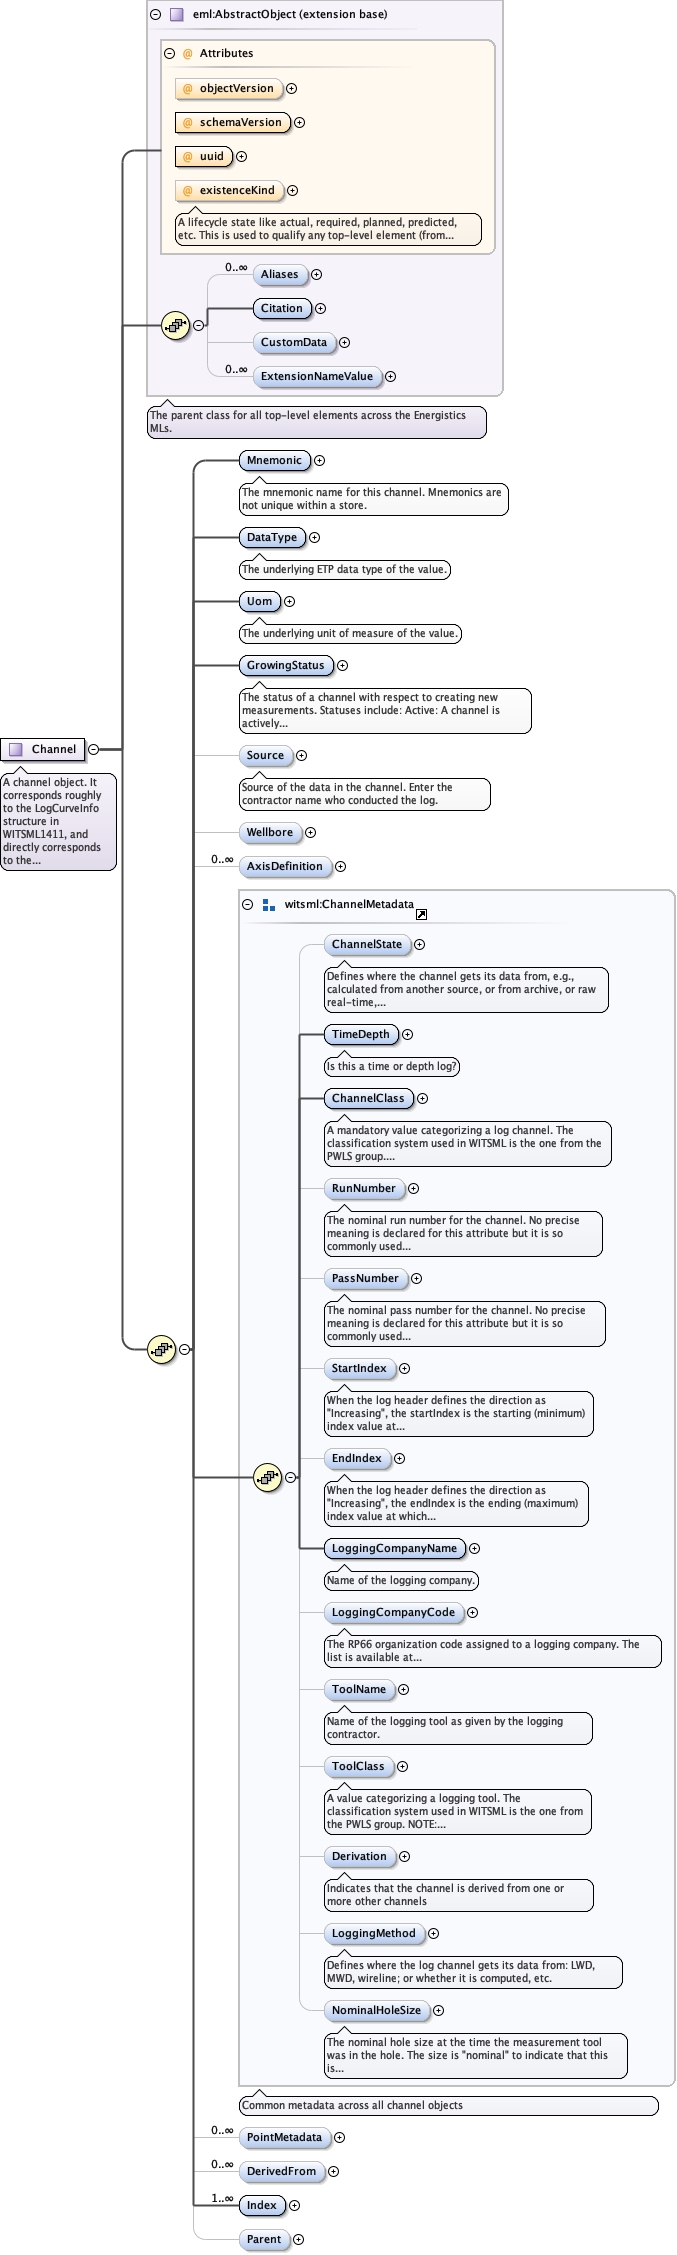 eml:AbstractObject (extension base)
@ Attributes
@ objectVersion
@ schemaVersion
@ uuid
@ existenceKind
A lifecycle state like actual, required, planned, predicted,
etc. This is used to qualify any top-level element (from...
0..∞
Aliases
Citation
CustomData
0..∞
ExtensionNameValue
The parent class for all top-level elements across the Energistics
MLs.
Mnemonic
The mnemonic name for this channel. Mnemonics are
not unique within a store.
DataType
The underlying ETP data type of the value.
Uom
The underlying unit of measure of the value.
GrowingStatus
The status of a channel with respect to creating new
measurements. Statuses include: Active: A channel is
actively...
Channel
A channel object. It
corresponds roughly
to the LogCurveInfo
structure in
WITSML1411, and
directly corresponds
to the...
Source
Source of the data in the channel. Enter the
contractor name who conducted the log.
Wellbore
0..∞
AxisDefinition
witsml:ChannelMetadata
ChannelState
Defines where the channel gets its data from, e.g.,
calculated from another source, or from archive, or raw
real-time,...
TimeDepth
Is this a time or depth log?
ChannelClass
A mandatory value categorizing a log channel. The
classification system used in WITSML is the one from the
PWLS group....
RunNumber
The nominal run number for the channel. No precise
meaning is declared for this attribute but it is so
commonly used...
PassNumber
The nominal pass number for the channel. No precise
meaning is declared for this attribute but it is so
commonly used...
StartIndex
When the log header defines the direction as
"Increasing", the startIndex is the starting (minimum)
index value at...
EndIndex
When the log header defines the direction as
"Increasing", the endIndex is the ending (maximum)
index value at which...
LoggingCompanyName
Name of the logging company.
LoggingCompanyCode
The RP66 organization code assigned to a logging company. The
list is available at...
ToolName
Name of the logging tool as given by the logging
contractor.
ToolClass
A value categorizing a logging tool. The
classification system used in WITSML is the one from
the PWLS group. NOTE:...
Derivation
Indicates that the channel is derived from one or
more other channels
LoggingMethod
Defines where the log channel gets its data from: LWD,
MWD, wireline; or whether it is computed, etc.
NominalHoleSize
The nominal hole size at the time the measurement tool
was in the hole. The size is "nominal" to indicate that this
is...
Common metadata across all channel objects
0..∞
PointMetadata
0..∞
DerivedFrom
1..∞
Index
Parent